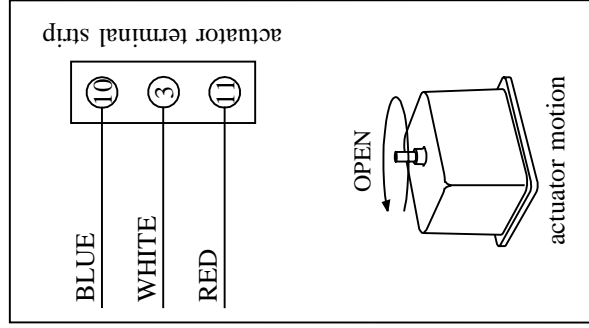 actuator terminal strip
10
3
11
BLUE
WHITE
RED
OPEN
actuator motion